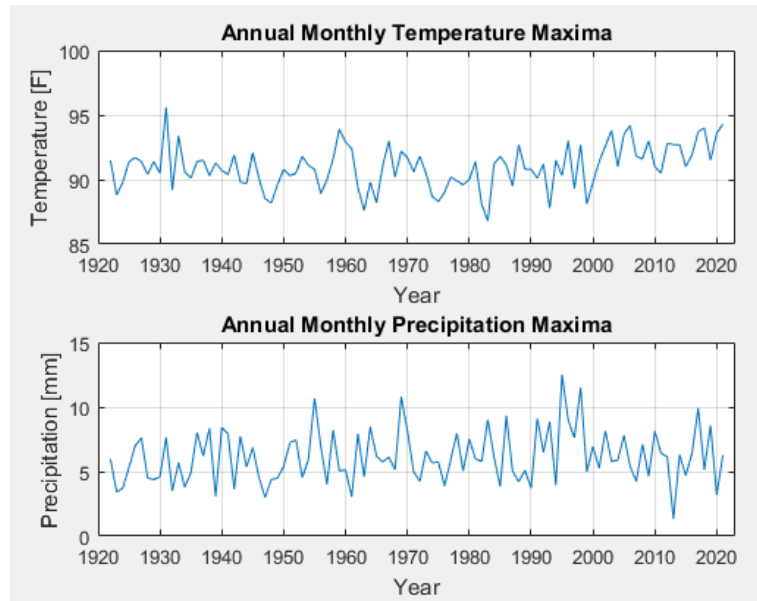 Annual Monthly Temperature Maxima
100
95
90
85
Temperature [F]
1920 1930 1940 1950 1960 1970 1980 1990 2000 2010 2020
Year
Annual Monthly Precipitation Maxima
15
10
5
0
Precipitation [mm]
1920 1930 1940 1950 1960 1970 1980 1990 2000 2010 2020
Year